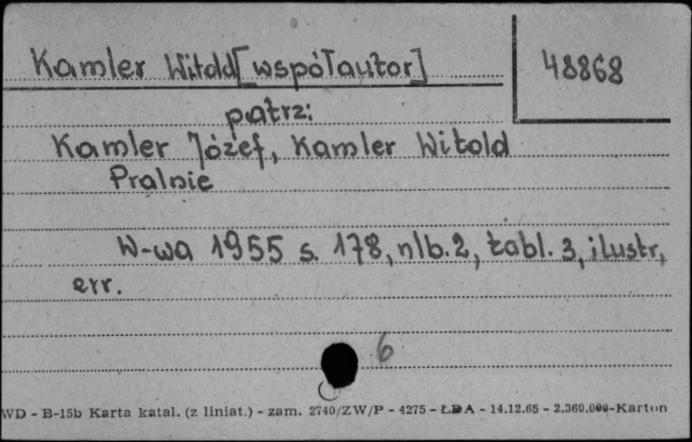 Kamler Witold [współautor]
48868
patrz:
Kamler Józef, Kamler Witold
Pralnie
W-wa 1955 s. 178, nlb. 2, tabl. 3, ilustr,
err.
6
WD - B-15b Karta katal. (z liniat.) - zam. 2740/ZW/P - 4275 - ŁDA - 14.12.65 - 2.360.000-Karton